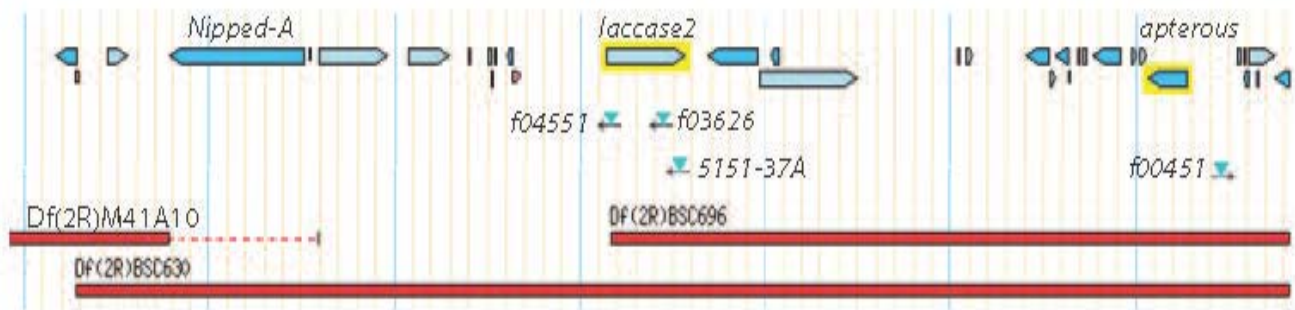 Nipped-A laccase2 apterous
f04551 f03626
5151-37A f00451
Df(2R)M41A10 Df(2R)BSC696
Df(2R)BSC630